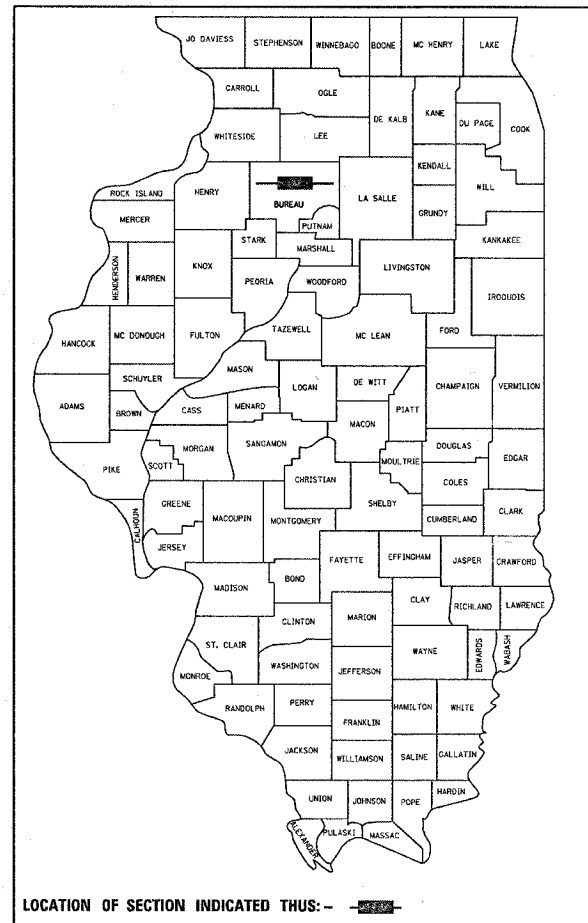 JO DAVIESS
STEPHENSON
WINNEBAGO
BOONE
MC HENRY
LAKE
CARROLL
OGLE
DE KALB
KANE
DU PAGE
COOK
WHITESIDE
LEE
KENDALL
WILL
ROCK ISLAND
HENRY
BUREAU
LA SALLE
GRUNDY
MERCER
PUTNAM
STARK
MARSHALL
KANKAKEE
HENDERSON
WARREN
KNOX
PEORIA
WOODFORD
LIVINGSTON
IROQUOIS
HANCOCK
MC DONOUGH
FULTON
TAZEWELL
MC LEAN
FORD
SCHUYLER
MASON
LOGAN
DE WITT
CHAMPAIGN
VERMILION
ADAMS
BROWN
CASS
MENARD
MACON
PIATT
PIKE
SCOTT
MORGAN
SANGAMON
CHRISTIAN
MOULTRIE
DOUGLAS
EDGAR
COLES
CALHOUN
GREENE
MACOUPIN
MONTGOMERY
SHELBY
CUMBERLAND
CLARK
JERSEY
FAYETTE
EFFINGHAM
JASPER
CRAWFORD
MADISON
BOND
CLAY
RICHLAND
LAWRENCE
CLINTON
MARION
ST. CLAIR
WASHINGTON
JEFFERSON
WAYNE
EDWARDS
WABASH
MONROE
RANDOLPH
PERRY
FRANKLIN
HAMILTON
WHITE
JACKSON
WILLIAMSON
SALINE
GALLATIN
UNION
JOHNSON
POPE
HARDIN
ALEXANDER
PULASKI
MASSAC
LOCATION OF SECTION INDICATED THUS: -